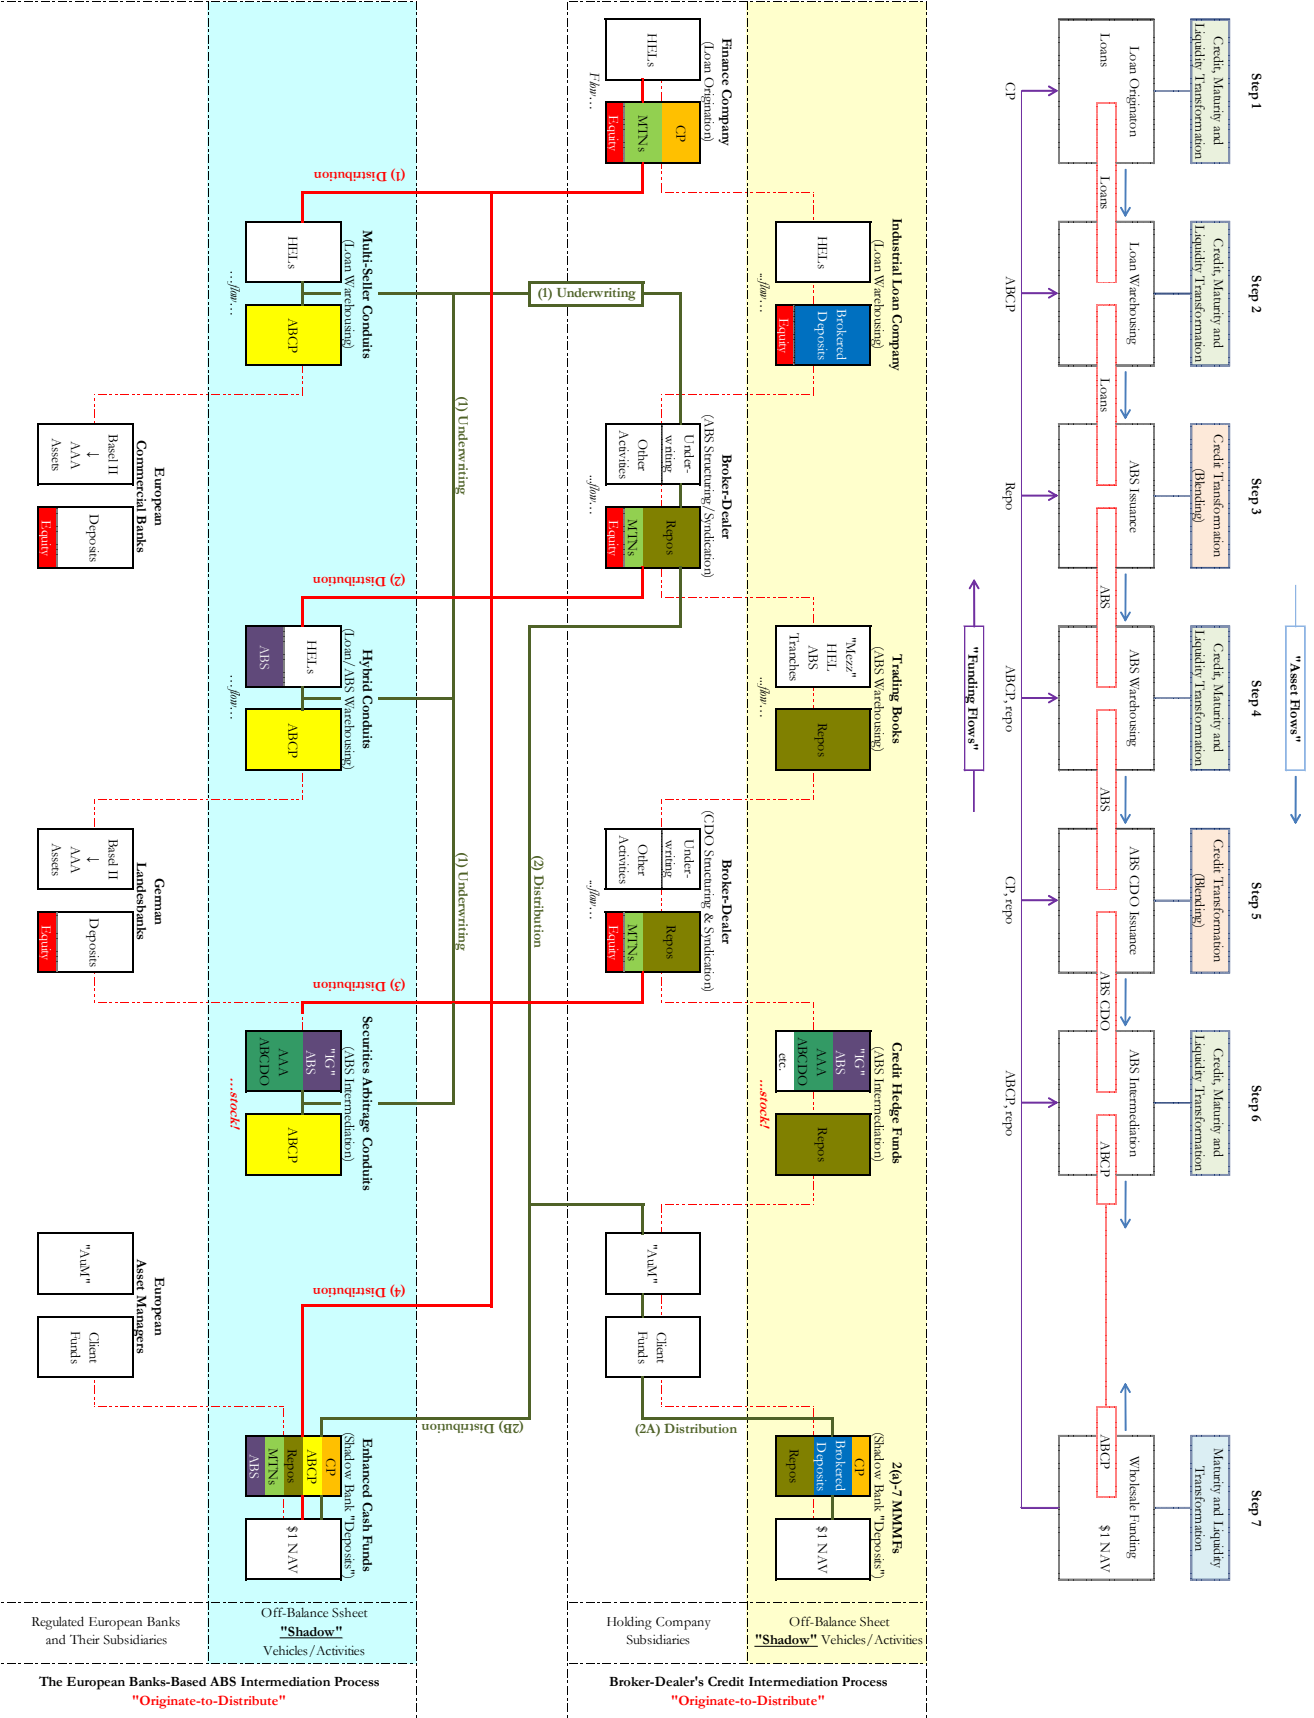 Step 1
Step 2
Step 3
Step 4
Step 5
Step 6
Step 7
"Asset Flows"
Credit, Maturity and
Liquidity Transformation
Credit, Maturity and
Liquidity Transformation
Credit Transformation
(Blending)
Credit, Maturity and
Liquidity Transformation
Credit Transformation
(Blending)
Credit, Maturity and
Liquidity Transformation
Maturity and Liquidity
Transformation
Loan Originaton
Loans
Loans
Loan Warehousing
Loans
ABS Issuance
ABS
ABS Warehousing
ABS
ABS CDO Issuance
ABS CDO
ABS Intermediation
ABCP
ABCP
Wholesale Funding
$1 NAV
CP
ABCP
Repo
ABCP, repo
CP, repo
ABCP, repo
"Funding Flows"
Industrial Loan Company
(Loan Warehousing)
HELs
Brokered
Deposits
Equity
...flow…
Trading Books
(ABS Warehousing)
"Mezz"
HEL
ABS
Tranches
Repos
...flow…
Credit Hedge Funds
(ABS Intermediation)
"IG"
ABS
AAA
ABCDO
etc.
Repos
…stock!
2(a)-7 MMMFs
(Shadow Bank "Deposits")
CP
Brokered
Deposits
Repos
$1 NAV
Off-Balance Sheet
"Shadow" Vehicles/Activities
Finance Company
(Loan Origination)
HELs
CP
MTNs
Equity
Flow…
Broker-Dealer
(ABS Structuring/Syndication)
Under-
writing
Other
Activities
Repos
MTNs
Equity
...flow…
Broker-Dealer
(CDO Structuring & Syndication)
Under-
writing
Other
Activities
Repos
MTNs
Equity
...flow…
"AuM"
Client
Funds
(2A) Distribution
Holding Company
Subsidiaries
Broker-Dealer's Credit Intermediation Process
"Originate-to-Distribute"
(1) Underwriting
(1) Underwriting
(1) Underwriting
(2) Distribution
(1) Distribution
(2) Distribution
(3) Distribution
(4) Distribution
(2B) Distribution
Multi-Seller Conduits
(Loan Warehousing)
HELs
ABCP
…flow…
Hybrid Conduits
(Loan/ABS Warehousing)
HELs
ABS
ABCP
…flow…
Securities Arbitrage Conduits
(ABS Intermediation)
"IG"
ABS
AAA
ABCDO
ABCP
…stock!
Enhanced Cash Funds
(Shadow Bank "Deposits")
CP
ABCP
Repos
MTNs
ABS
$1 NAV
Off-Balance Ssheet
"Shadow"
Vehicles/Activities
European
Commercial Banks
Basel II
↓
AAA
Assets
Deposits
Equity
German
Landesbanks
Basel II
↓
AAA
Assets
Deposits
Equity
European
Asset Managers
"AuM"
Client
Funds
Regulated European Banks
and Their Subsidiaries
The European Banks-Based ABS Intermediation Process
"Originate-to-Distribute"